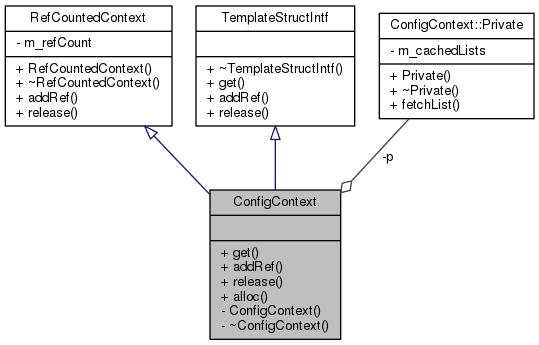 RefCountedContext
- m_refCount
+ RefCountedContext()
+ ~RefCountedContext()
+ addRef()
+ release()
TemplateStructIntf
+ ~TemplateStructIntf()
+ get()
+ addRef()
+ release()
ConfigContext::Private
- m_cachedLists
+ Private()
+ ~Private()
+ fetchList()
-p
ConfigContext
+ get()
+ addRef()
+ release()
+ alloc()
- ConfigContext()
- ~ConfigContext()